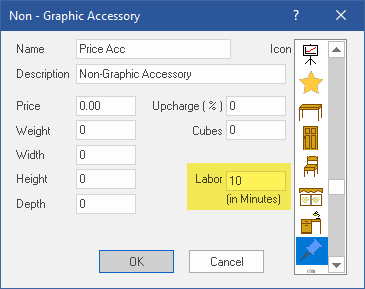 Non - Graphic Accessory ? ×
Name Price Acc Icon
Description Non-Graphic Accessory
Price 0.00 Upcharge ( % ) 0
Weight 0 Cubes 0
Width 0
Height 0 Labor 10
Depth 0 (in Minutes)
OK Cancel